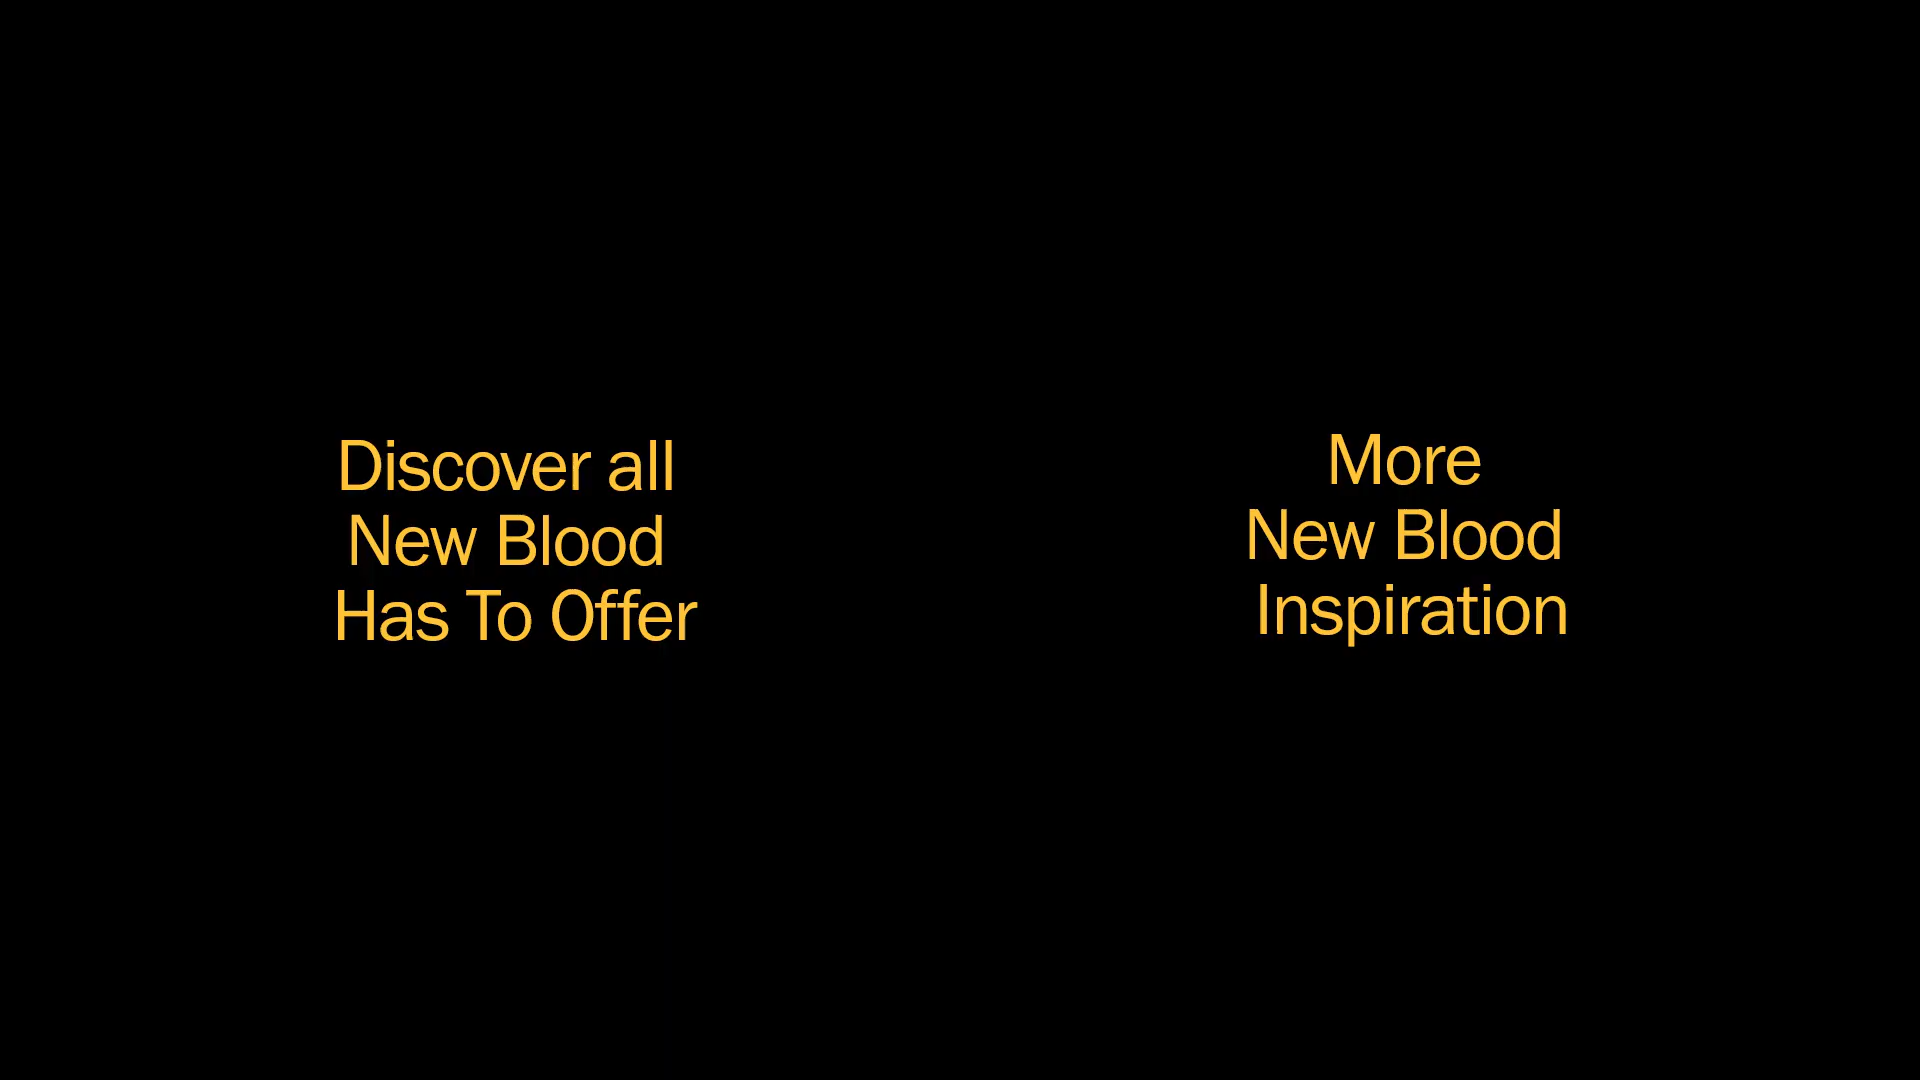 Discover all
New Blood
Has To Offer
More
New Blood
Inspiration